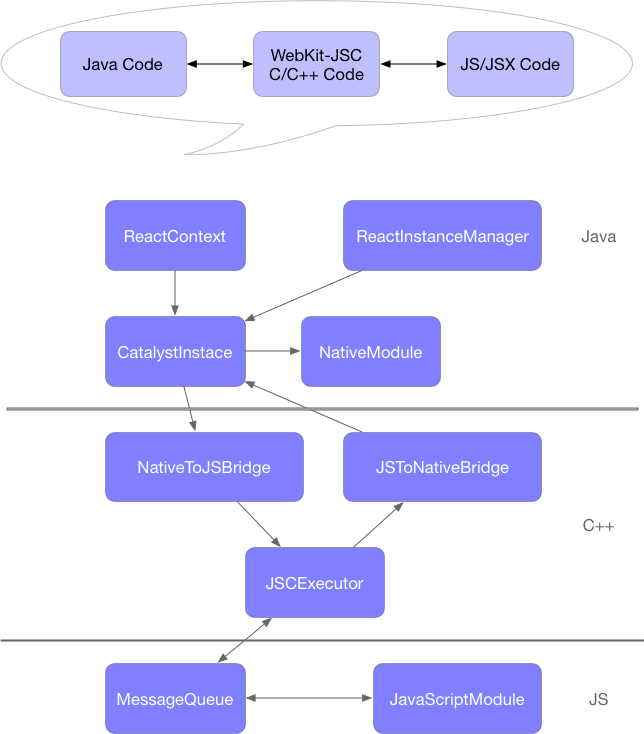 Java Code
WebKit-JSC
C/C++ Code
JS/JSX Code
ReactContext
ReactInstanceManager
Java
CatalystInstace
NativeModule
NativeToJSBridge
JSToNativeBridge
C++
JSCExecutor
MessageQueue
JavaScriptModule
JS